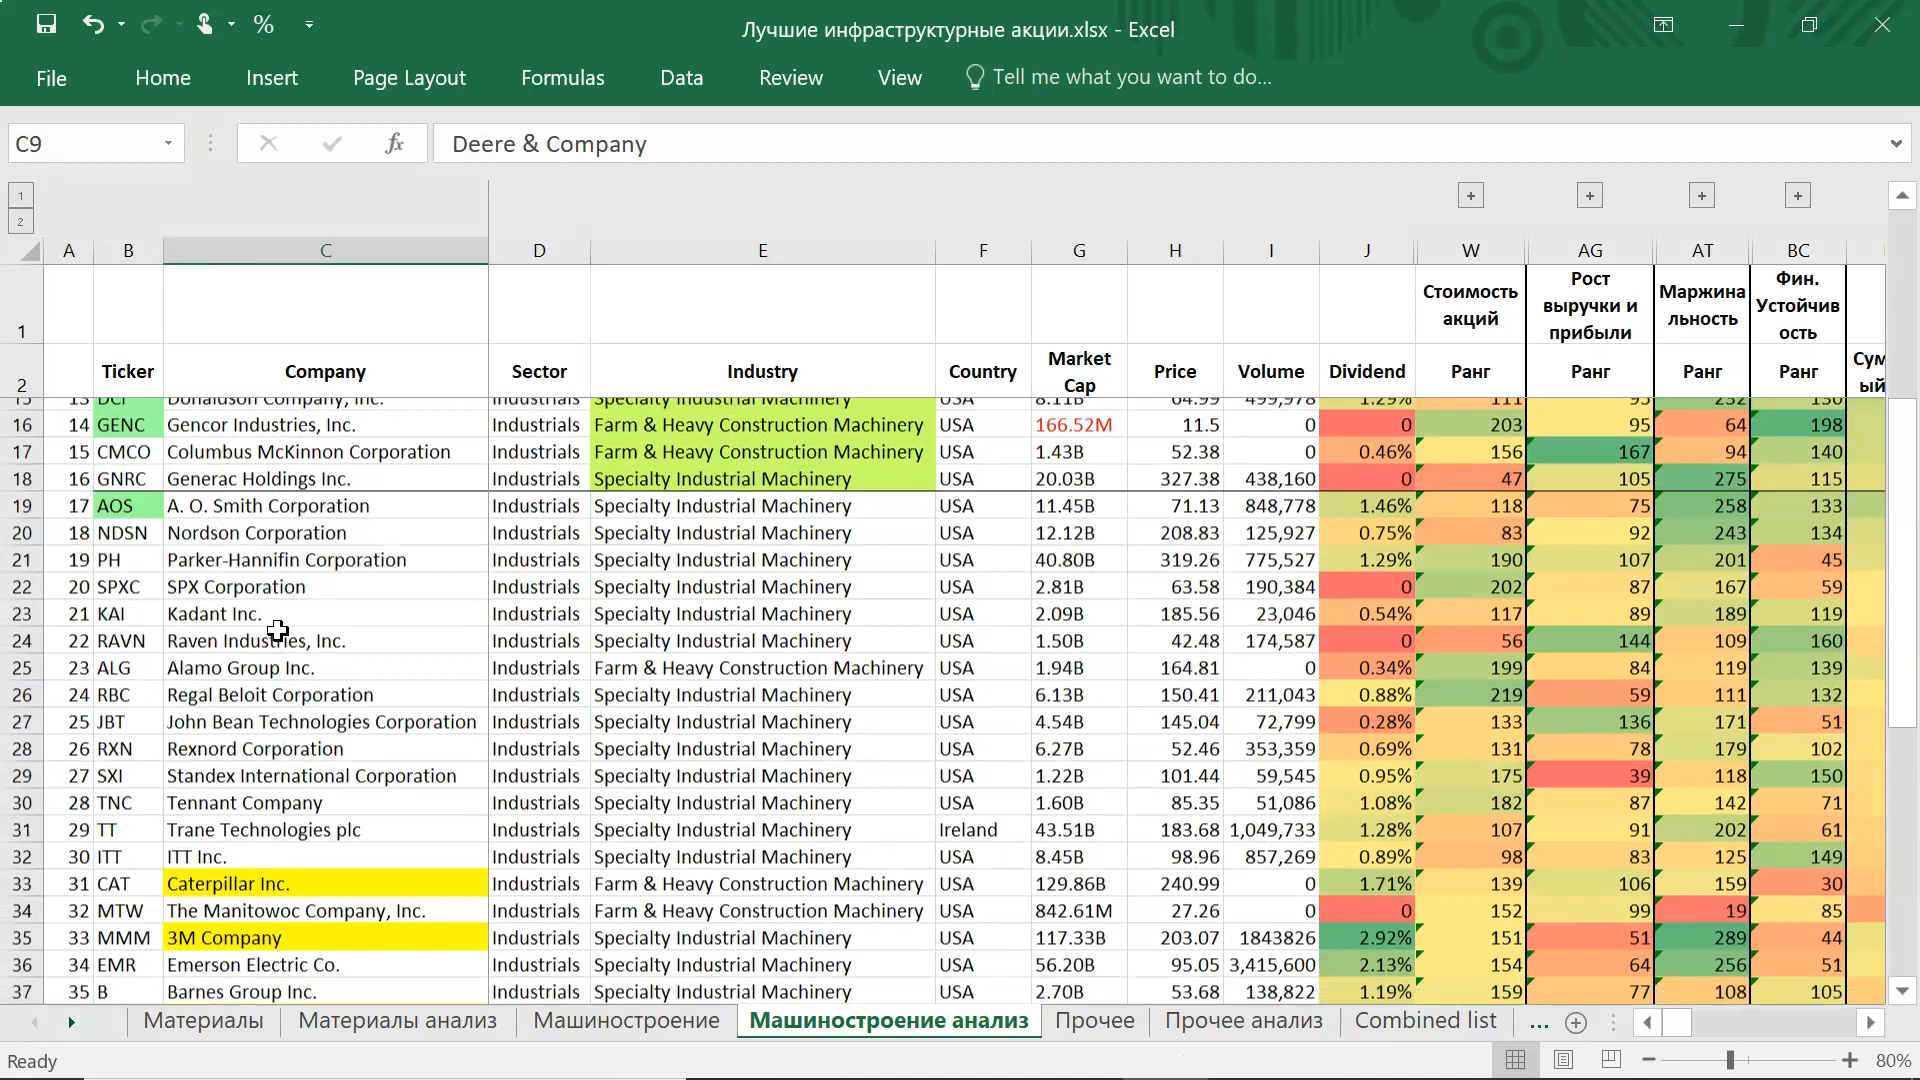 %
Лучшие инфраструктурные акции.xlsx - Excel
File Home Insert Page Layout Formulas Data Review View Tell me what you want to do...
C9 fx Deere & Company
1
2
A B C D E F G H I J W AG AT BC
1 Стоимость акций Рост выручки и прибыли Маржинальность Фин. Устойчивость
2 Ticker Company Sector Industry Country Market Cap Price Volume Dividend Ранг Ранг Ранг Ранг Сум ый
15 13 DCI Donaldson Company, Inc. Industrials Specialty Industrial Machinery USA 8.11B 64.99 499,978 1.29% 111 95 232 130
16 14 GENC Gencor Industries, Inc. Industrials Farm & Heavy Construction Machinery USA 166.52M 11.5 0 0 203 95 64 198
17 15 CMCO Columbus McKinnon Corporation Industrials Farm & Heavy Construction Machinery USA 1.43B 52.38 0 0.46% 156 167 94 140
18 16 GNRC Generac Holdings Inc. Industrials Specialty Industrial Machinery USA 20.03B 327.38 438,160 0 47 105 275 115
19 17 AOS A. O. Smith Corporation Industrials Specialty Industrial Machinery USA 11.45B 71.13 848,778 1.46% 118 75 258 133
20 18 NDSN Nordson Corporation Industrials Specialty Industrial Machinery USA 12.12B 208.83 125,927 0.75% 83 92 243 134
21 19 PH Parker-Hannifin Corporation Industrials Specialty Industrial Machinery USA 40.80B 319.26 775,527 1.29% 190 107 201 45
22 20 SPXC SPX Corporation Industrials Specialty Industrial Machinery USA 2.81B 63.58 190,384 0 202 87 167 59
23 21 KAI Kadant Inc. Industrials Specialty Industrial Machinery USA 2.09B 185.56 23,046 0.54% 117 89 189 119
24 22 RAVN Raven Industries, Inc. Industrials Specialty Industrial Machinery USA 1.50B 42.48 174,587 0 56 144 109 160
25 23 ALG Alamo Group Inc. Industrials Farm & Heavy Construction Machinery USA 1.94B 164.81 0 0.34% 199 84 119 139
26 24 RBC Regal Beloit Corporation Industrials Specialty Industrial Machinery USA 6.13B 150.41 211,043 0.88% 219 59 111 132
27 25 JBT John Bean Technologies Corporation Industrials Specialty Industrial Machinery USA 4.54B 145.04 72,799 0.28% 133 136 171 51
28 26 RXN Rexnord Corporation Industrials Specialty Industrial Machinery USA 6.27B 52.46 353,359 0.69% 131 78 179 102
29 27 SXI Standex International Corporation Industrials Specialty Industrial Machinery USA 1.22B 101.44 59,545 0.95% 175 39 118 150
30 28 TNC Tennant Company Industrials Specialty Industrial Machinery USA 1.60B 85.35 51,086 1.08% 182 87 142 71
31 29 TT Trane Technologies plc Industrials Specialty Industrial Machinery Ireland 43.51B 183.68 1,049,733 1.28% 107 91 202 61
32 30 ITT ITT Inc. Industrials Specialty Industrial Machinery USA 8.45B 98.96 857,269 0.89% 98 83 125 149
33 31 CAT Caterpillar Inc. Industrials Farm & Heavy Construction Machinery USA 129.86B 240.99 0 1.71% 139 106 159 30
34 32 MTW The Manitowoc Company, Inc. Industrials Farm & Heavy Construction Machinery USA 842.61M 27.26 0 0 152 99 19 85
35 33 MMM 3M Company Industrials Specialty Industrial Machinery USA 117.33B 203.07 1843826 2.92% 151 51 289 44
36 34 EMR Emerson Electric Co. Industrials Specialty Industrial Machinery USA 56.20B 95.05 3,415,600 2.13% 154 64 256 51
37 35 B Barnes Group Inc. Industrials Specialty Industrial Machinery USA 2.70B 53.68 138,822 1.19% 159 77 108 105
Материалы Материалы анализ Машиностроение Машиностроение анализ Прочее Прочее анализ Combined list ...
Ready 80%